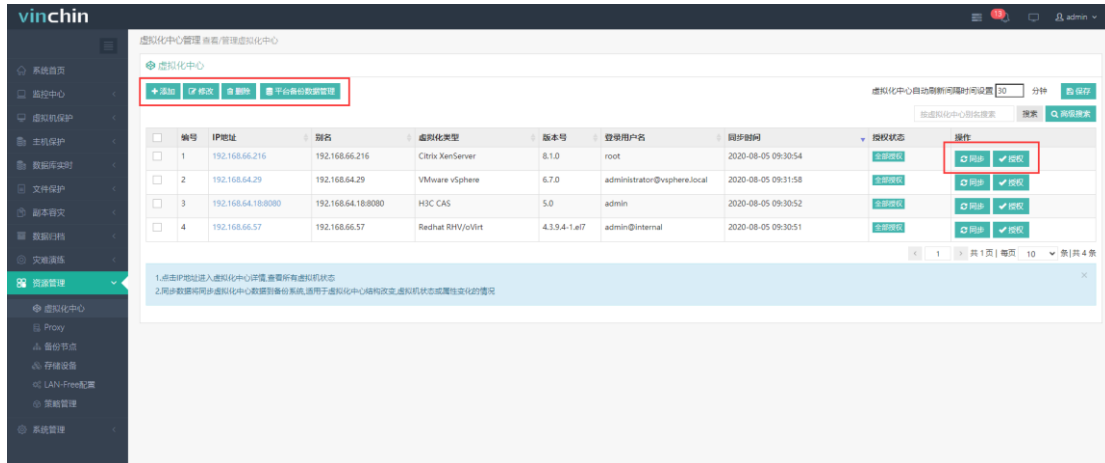 vinchin
13
admin
虚拟化中心管理 查看/管理虚拟化中心
系统首页
监控中心
虚拟机保护
主机保护
数据库实时
文件保护
副本容灾
数据归档
灾难演练
资源管理
虚拟化中心
Proxy
备份节点
存储设备
LAN-Free配置
策略管理
系统管理
虚拟化中心
添加 修改 删除 平台备份数据管理
虚拟化中心自动刷新间隔时间设置 30 分钟 保存
按虚拟化中心别名搜索 搜索 高级搜索
编号 IP地址 别名 虚拟化类型 版本号 登录用户名 同步时间 授权状态 操作
1 192.168.66.216 192.168.66.216 Citrix XenServer 8.1.0 root 2020-08-05 09:30:54 全部授权 同步 授权
2 192.168.64.29 192.168.64.29 VMware vSphere 6.7.0 administrator@vsphere.local 2020-08-05 09:31:58 全部授权 同步 授权
3 192.168.64.18:8080 192.168.64.18:8080 H3C CAS 5.0 admin 2020-08-05 09:30:52 全部授权 同步 授权
4 192.168.66.57 192.168.66.57 Redhat RHV/oVirt 4.3.9.4-1.el7 admin@internal 2020-08-05 09:30:51 全部授权 同步 授权
1 共1页|每页 10 条|共4条
1.点击IP地址进入虚拟化中心详情,查看所有虚拟机状态
2.同步数据将同步虚拟化中心数据到备份系统,适用于虚拟化中心结构改变,虚拟机状态或属性变化的情况